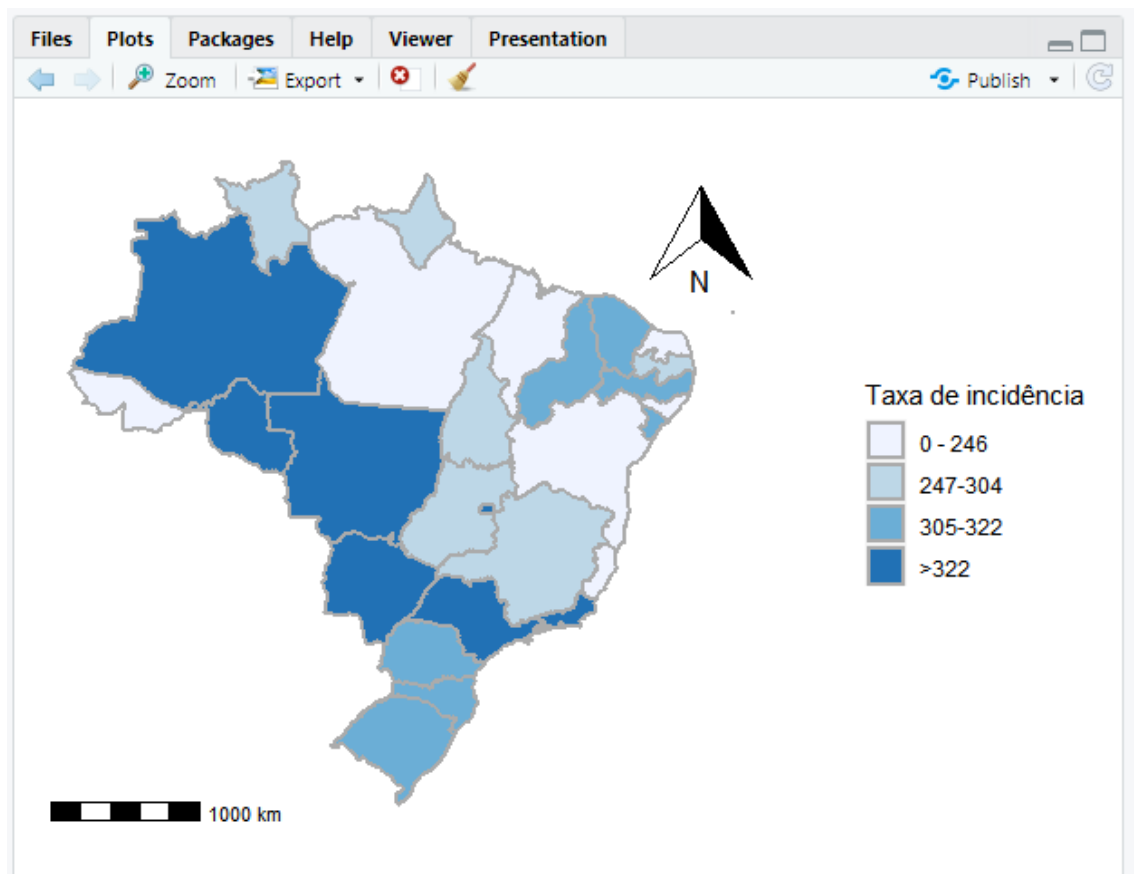 Files Plots Packages Help Viewer Presentation
Zoom Export Publish
N
Taxa de incidência
0 - 246
247-304
305-322
>322
1000 km